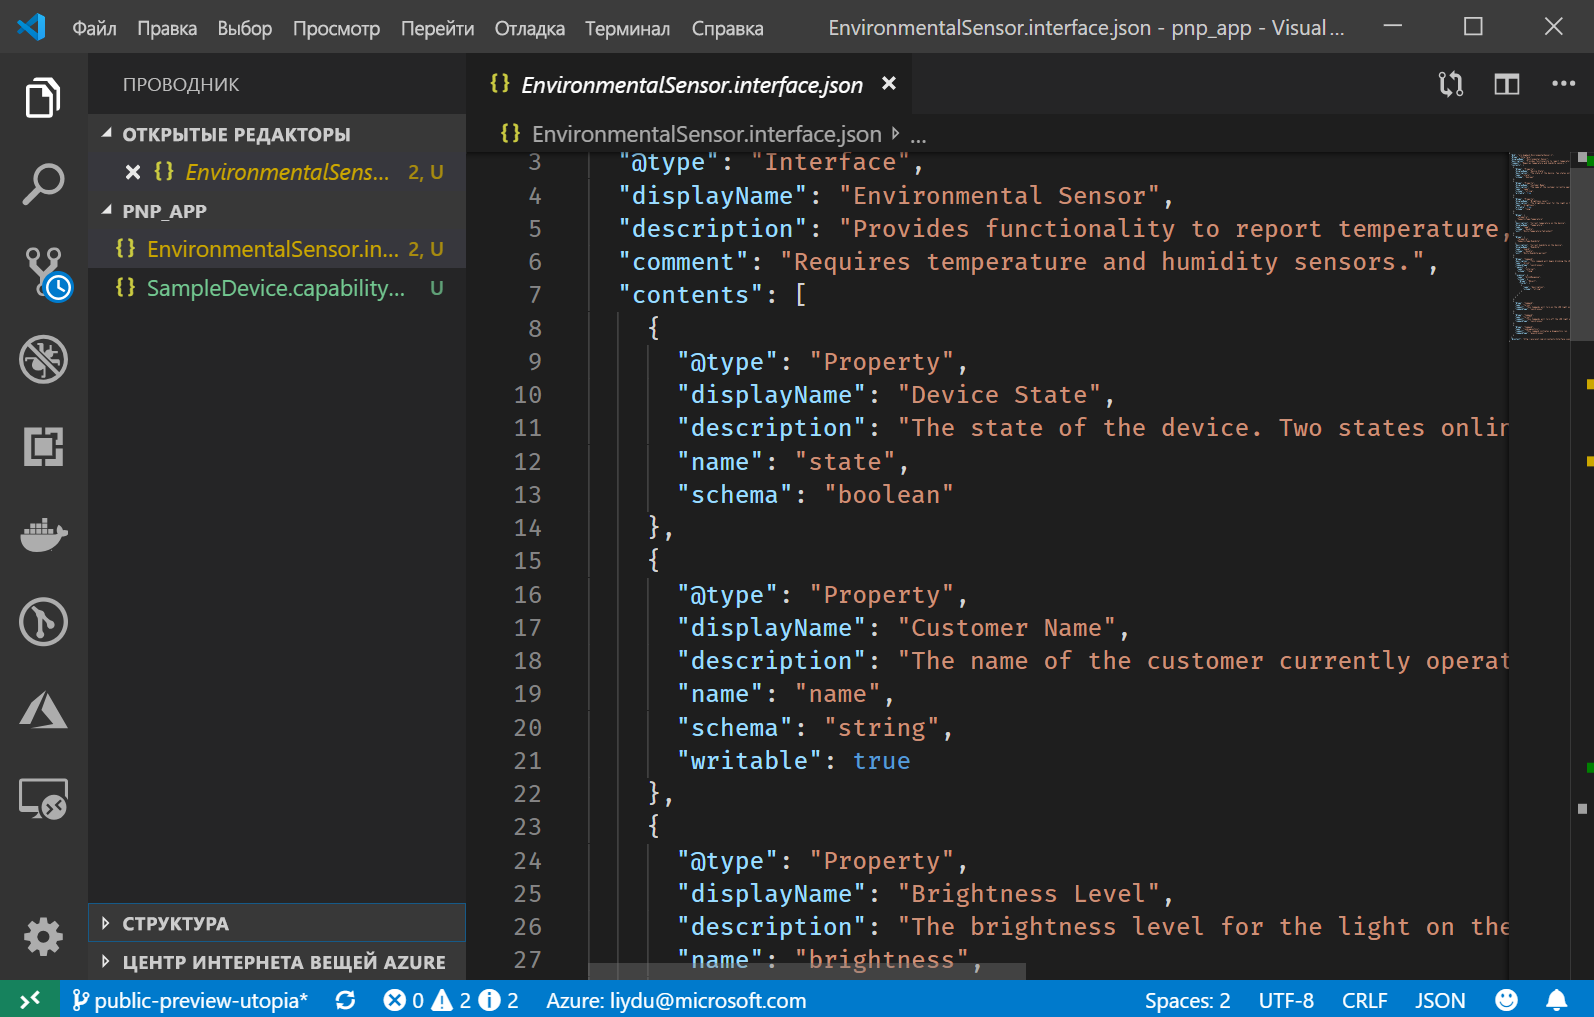 Файл Правка Выбор Просмотр Перейти Отладка Терминал Справка EnvironmentalSensor.interface.json - pnp_app - Visual ...
ПРОВОДНИК
ОТКРЫТЫЕ РЕДАКТОРЫ
{} EnvironmentalSens... 2, U
PNP_APP
{} EnvironmentalSensor.in... 2, U
{} SampleDevice.capability... U
СТРУКТУРА
ЦЕНТР ИНТЕРНЕТА ВЕЩЕЙ AZURE
{} EnvironmentalSensor.interface.json
{} EnvironmentalSensor.interface.json ...
3 "@type": "Interface",
4 "displayName": "Environmental Sensor",
5 "description": "Provides functionality to report temperature,
6 "comment": "Requires temperature and humidity sensors.",
7 "contents": [
8 {
9 "@type": "Property",
10 "displayName": "Device State",
11 "description": "The state of the device. Two states onlin
12 "name": "state",
13 "schema": "boolean"
14 },
15 {
16 "@type": "Property",
17 "displayName": "Customer Name",
18 "description": "The name of the customer currently operat
19 "name": "name",
20 "schema": "string",
21 "writable": true
22 },
23 {
24 "@type": "Property",
25 "displayName": "Brightness Level",
26 "description": "The brightness level for the light on the
27 "name": "brightness",
public-preview-utopia* 0 2 2 Azure: liydu@microsoft.com Spaces: 2 UTF-8 CRLF JSON